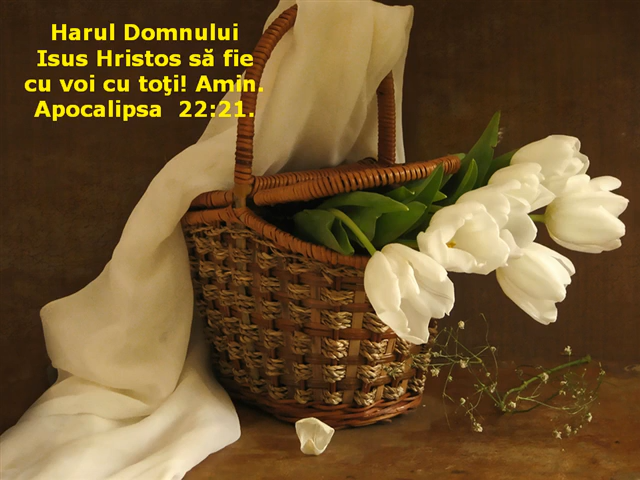 Harul Domnului
Isus Hristos să fie
cu voi cu toţi! Amin.
Apocalipsa 22:21.